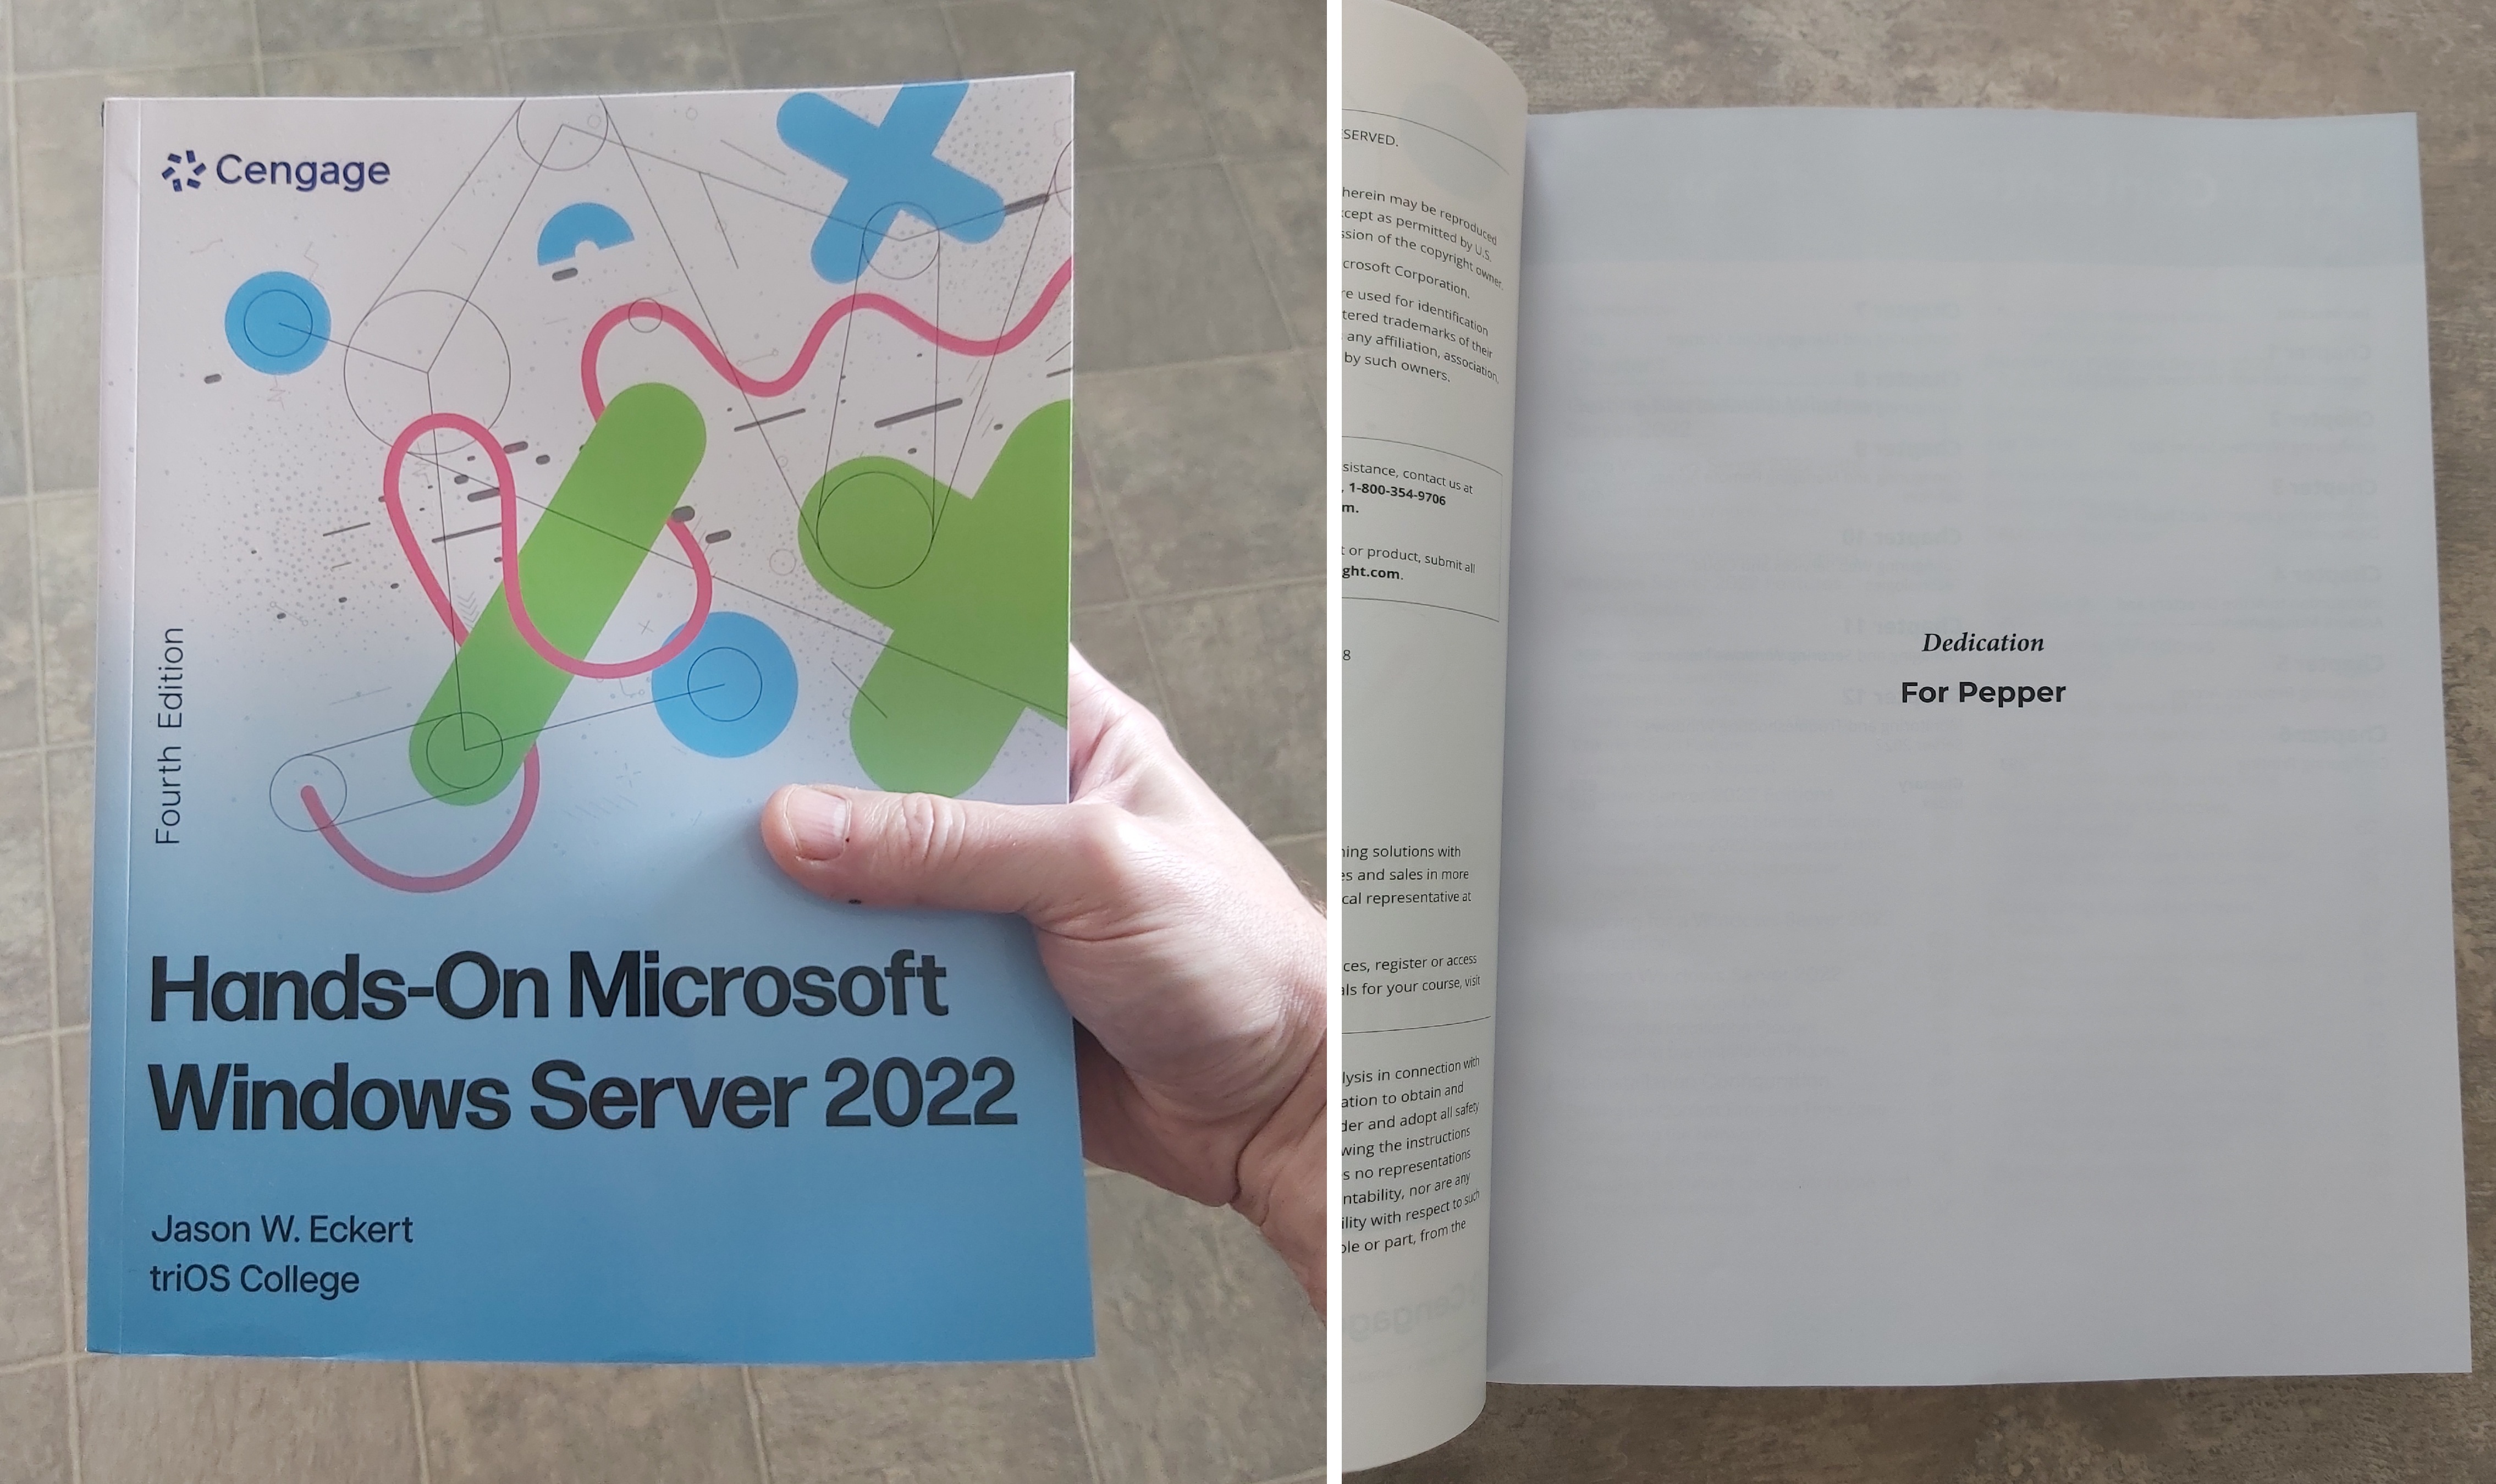 Cengage
Fourth Edition
Hands-On Microsoft
Windows Server 2022
Jason W. Eckert
triOS College
SERVED.
herein may be reproduced
cept as permitted by U.S.
sion of the copyright owner.
crosoft Corporation.
re used for identification
tered trademarks of their
any affiliation, association,
by such owners.
sistance, contact us at
1-800-354-9706
m.
t or product, submit all
ght.com.
8
ning solutions with
es and sales in more
cal representative at
ces, register or access
als for your course, visit
lysis in connection with
ation to obtain and
der and adopt all safety
wing the instructions
s no representations
ntability, nor are any
ility with respect to such
ole or part, from the
Dedication
For Pepper